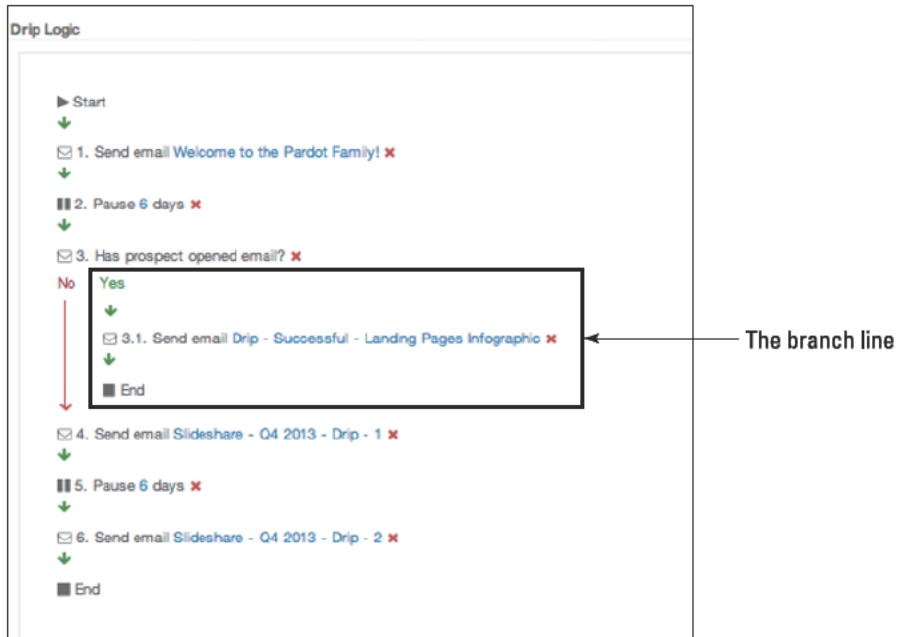 Drip Logic
Start
1. Send email Welcome to the Pardot Family!
2. Pause 6 days
3. Has prospect opened email?
No Yes
3.1. Send email Drip - Successful - Landing Pages Infographic
The branch line
End
4. Send email Slideshare - Q4 2013 - Drip - 1
5. Pause 6 days
6. Send email Slideshare - Q4 2013 - Drip - 2
End